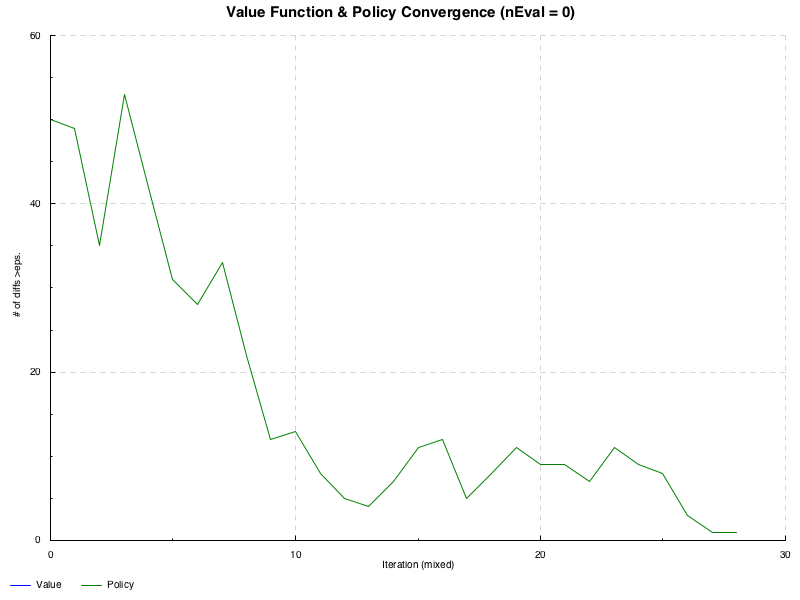 Value Function & Policy Convergence (nEval = 0)
60
40
20
0
# of diffs >eps.
0 10 20 30
Iteration (mixed)
Value Policy